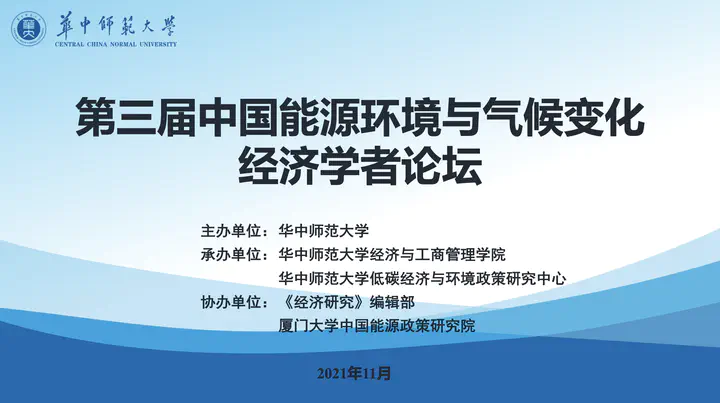 華中師範大學
CENTRAL CHINA NORMAL UNIVERSITY
第三届中国能源环境与气候变化
经济学者论坛
主办单位：华中师范大学
承办单位：华中师范大学经济与工商管理学院
华中师范大学低碳经济与环境政策研究中心
协办单位：《经济研究》编辑部
厦门大学中国能源政策研究院
2021年11月